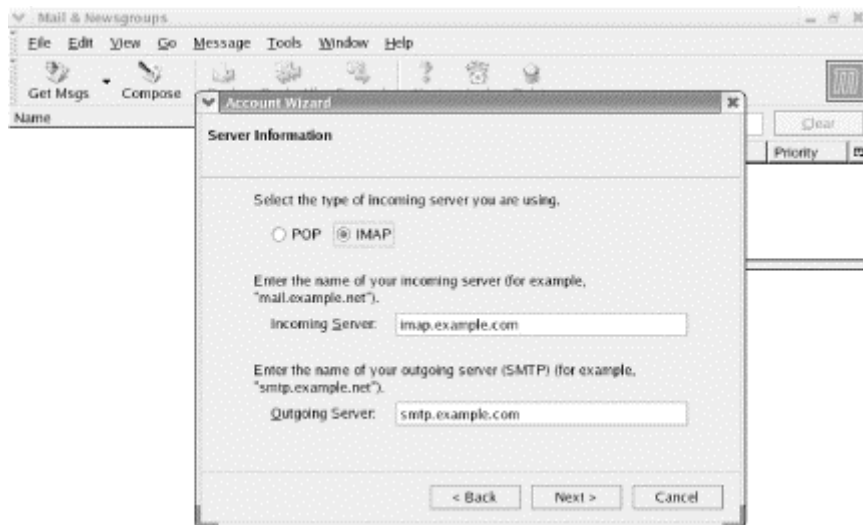 Mail & Newsgroups
File Edit View Go Message Tools Window Help
Get Msgs Compose
Name
Account Wizard
Clear
Server Information
Priority
Select the type of incoming server you are using.
POP IMAP
Enter the name of your incoming server (for example,
"mail.example.net").
Incoming Server: imap.example.com
Enter the name of your outgoing server (SMTP) (for example,
"smtp.example.net").
Outgoing Server: smtp.example.com
< Back Next > Cancel